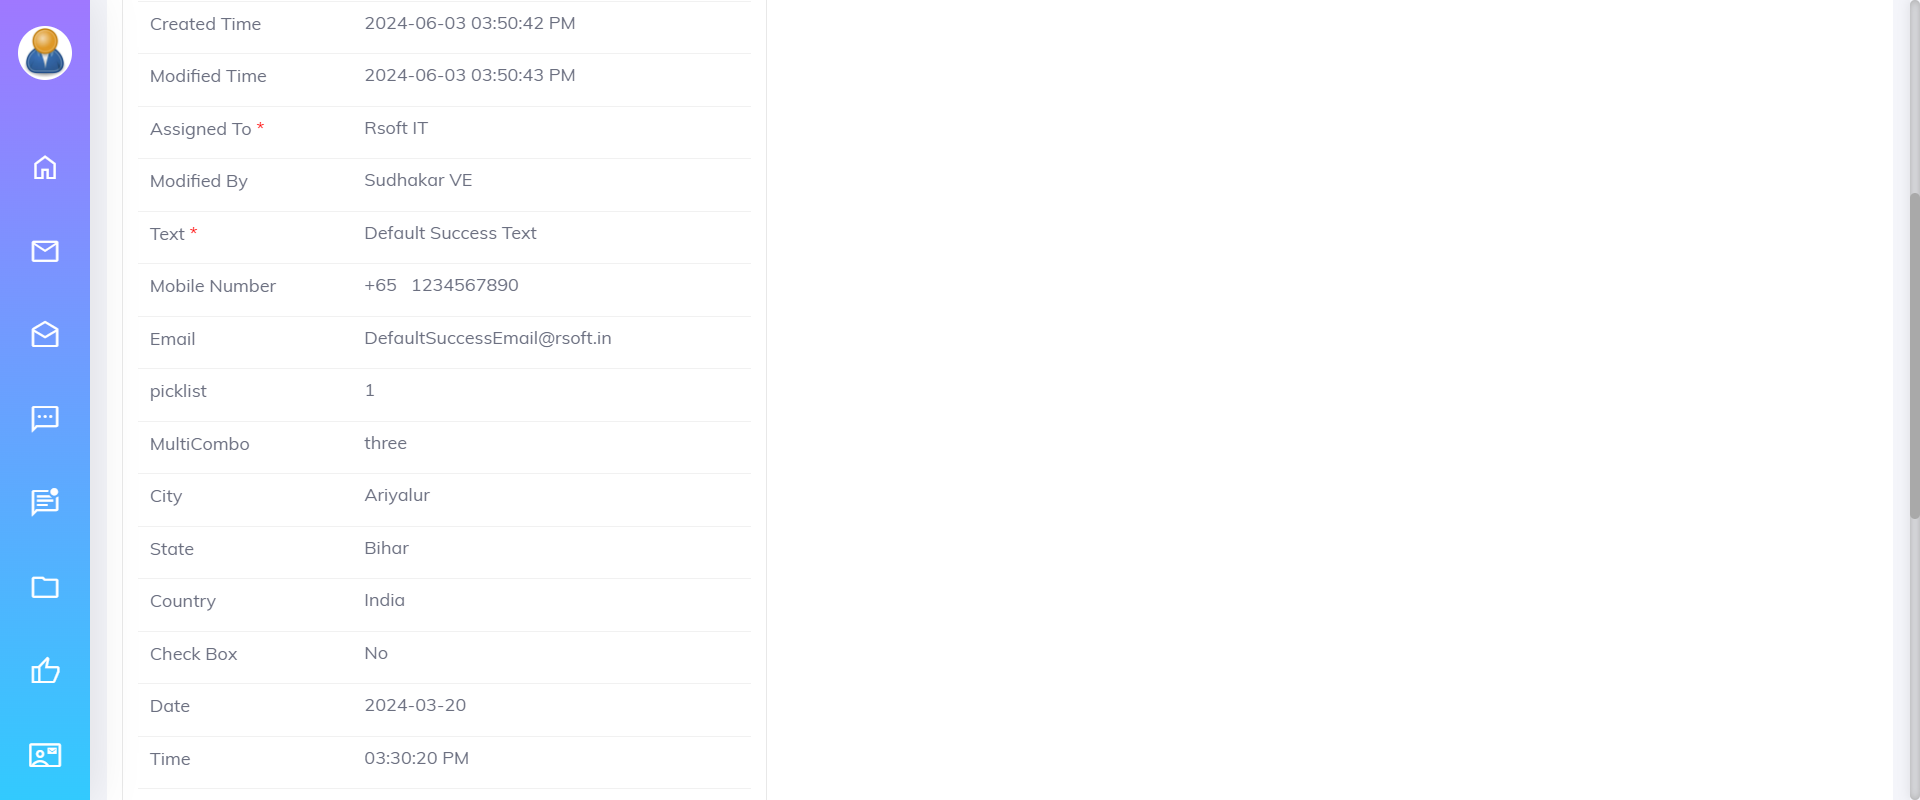 Created Time 2024-06-03 03:50:42 PM
Modified Time 2024-06-03 03:50:43 PM
Assigned To * Rsoft IT
Modified By Sudhakar VE
Text * Default Success Text
Mobile Number +65 1234567890
Email DefaultSuccessEmail@rsoft.in
picklist 1
MultiCombo three
City Ariyalur
State Bihar
Country India
Check Box No
Date 2024-03-20
Time 03:30:20 PM